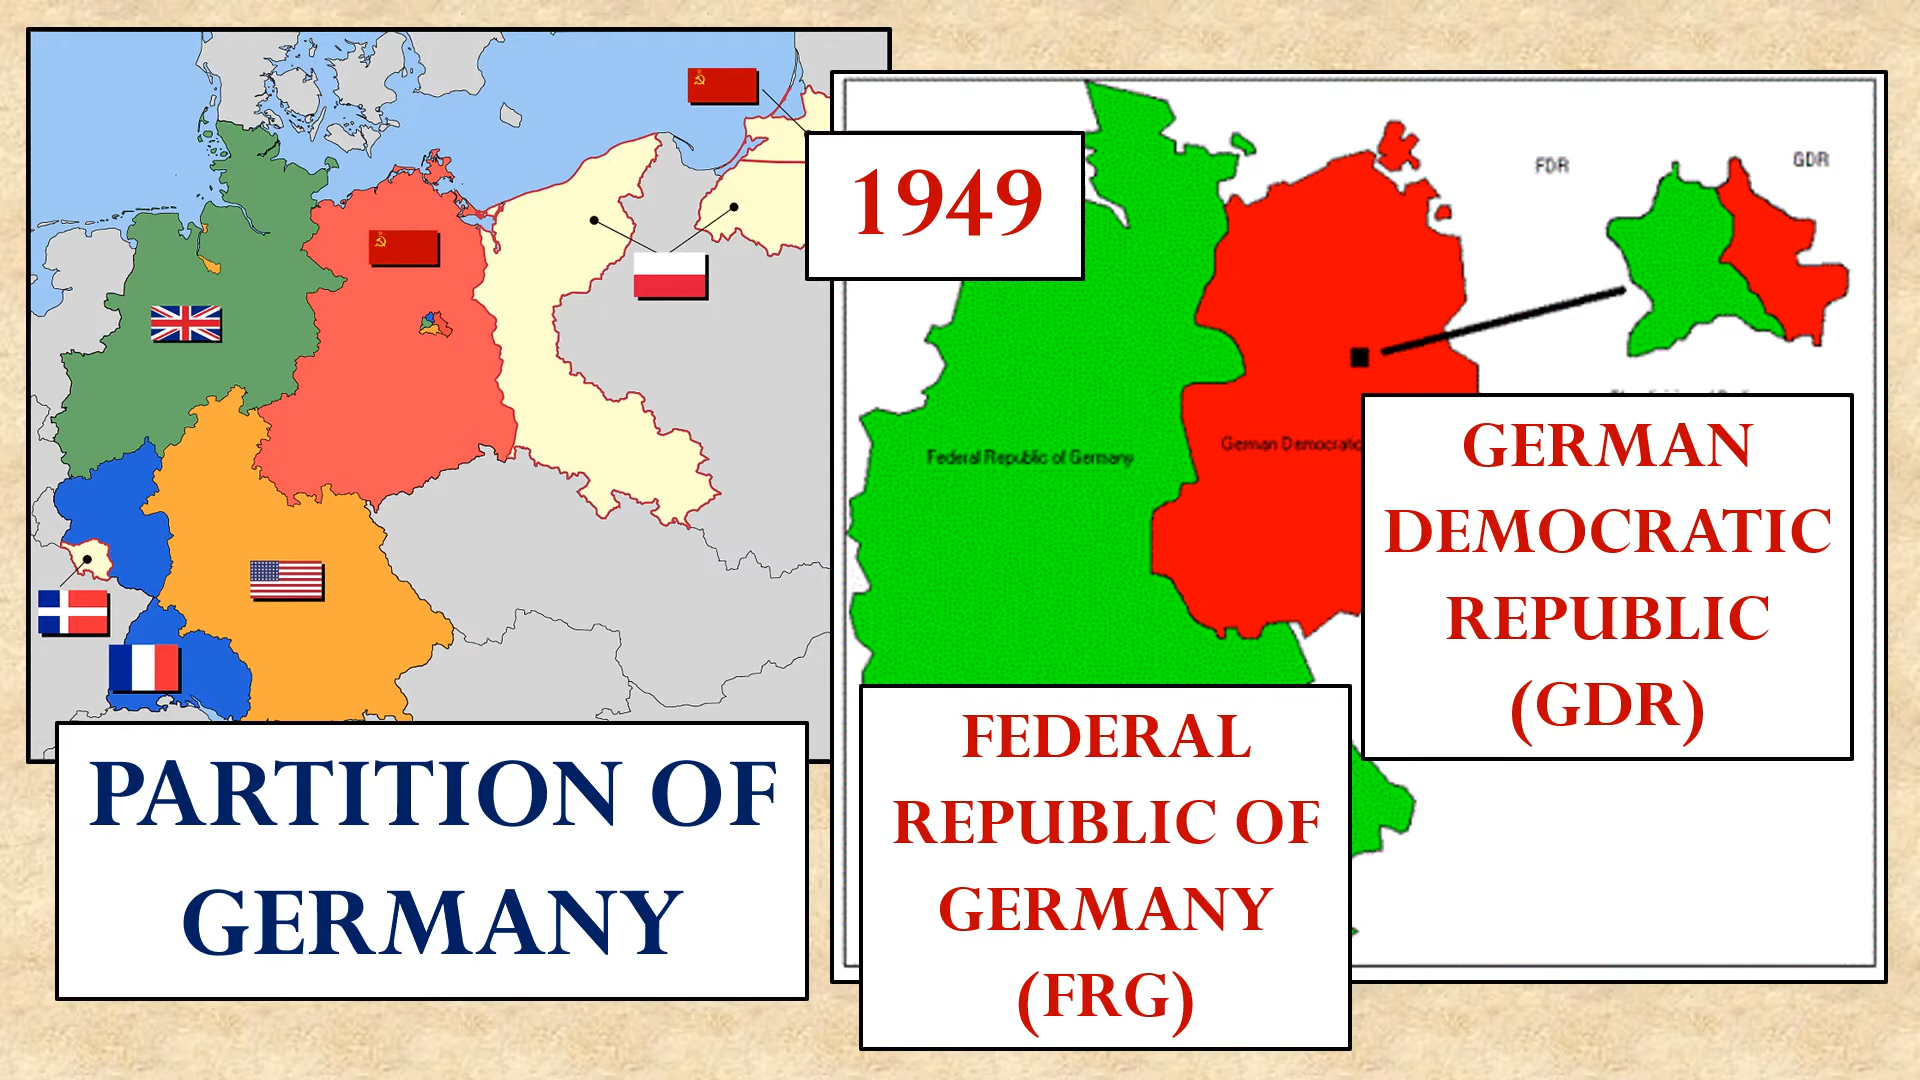 PARTITION OF
GERMANY
1949
FDR
GDR
Federal Republic of Germany
German Democratic
GERMAN
DEMOCRATIC
REPUBLIC
(GDR)
FEDERAL
REPUBLIC OF
GERMANY
(FRG)